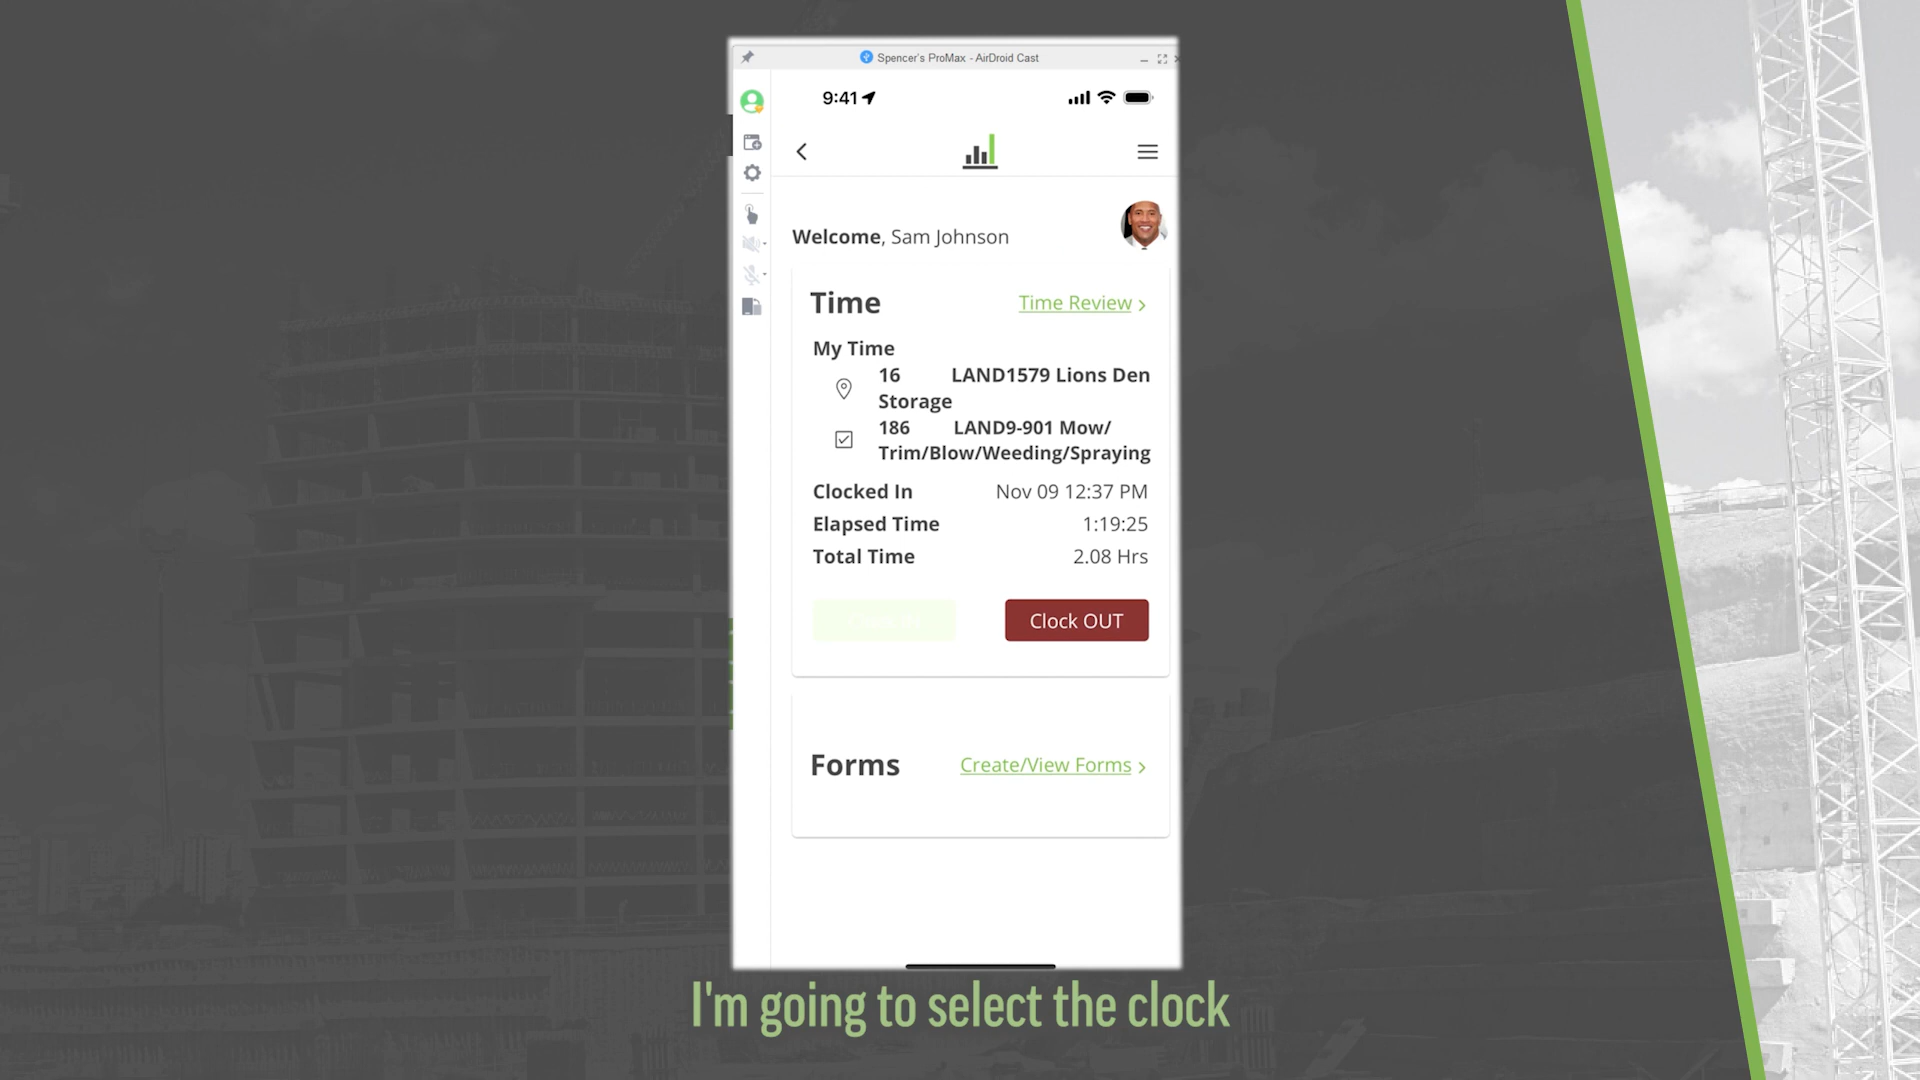 Spencer's ProMax - AirDroid Cast
9:41
Welcome, Sam Johnson
Time
Time Review
My Time
16 LAND1579 Lions Den
Storage
186 LAND9-901 Mow/
Trim/Blow/Weeding/Spraying
Clocked In Nov 09 12:37 PM
Elapsed Time 1:19:25
Total Time 2.08 Hrs
Clock OUT
Forms
Create/View Forms
I'm going to select the clock